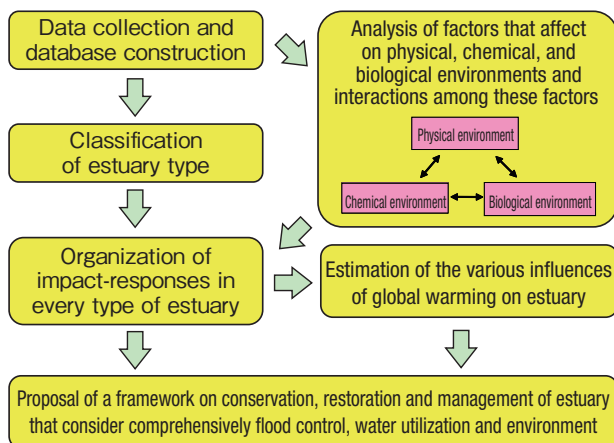 Data collection and
database construction
Analysis of factors that affect
on physical, chemical, and
biological environments and
interactions among these factors
Physical environment
Chemical environment
Biological environment
Classification
of estuary type
Organization of
impact-responses in
every type of estuary
Estimation of the various influences
of global warming on estuary
Proposal of a framework on conservation, restoration and management of estuary
that consider comprehensively flood control, water utilization and environment